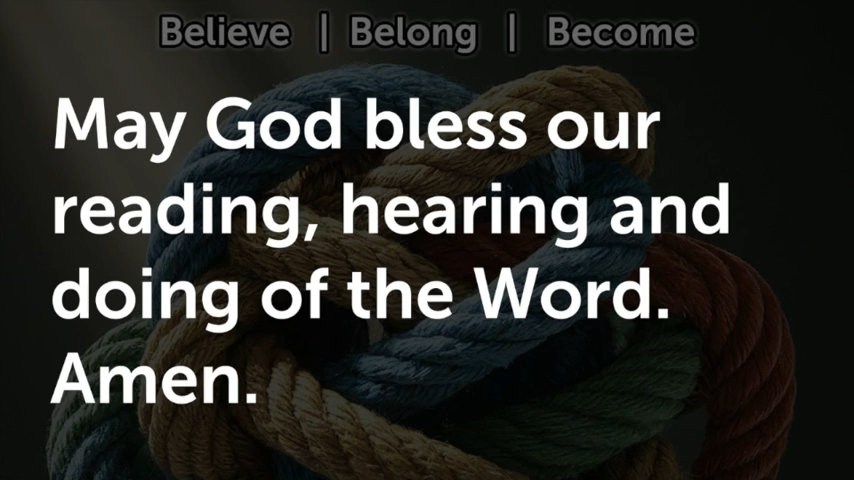 Believe | Belong | Become
May God bless our
reading, hearing and
doing of the Word.
Amen.